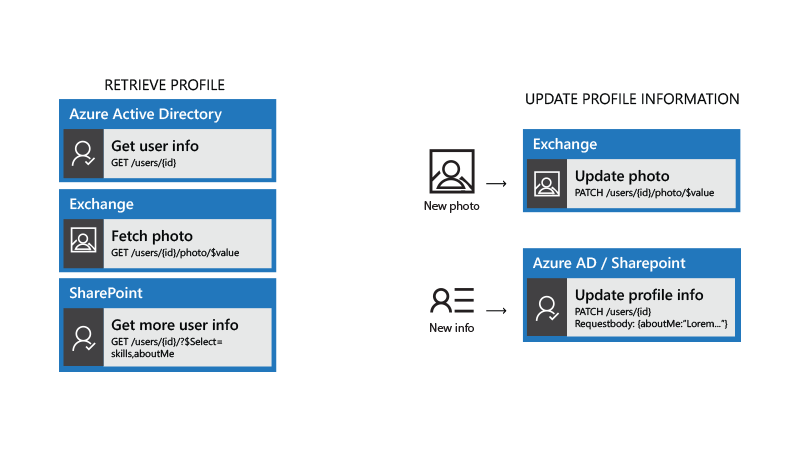 RETRIEVE PROFILE
Azure Active Directory
Get user info
GET /users/{id}
Exchange
Fetch photo
GET /users/{id}/photo/$value
SharePoint
Get more user info
GET /users/{id}/?$Select=
skills,aboutMe
UPDATE PROFILE INFORMATION
New photo
Exchange
Update photo
PATCH /users/{id}/photo/$value
New info
Azure AD / Sharepoint
Update profile info
PATCH /users/{id}
Requestbody: {aboutMe:“Lorem...”}